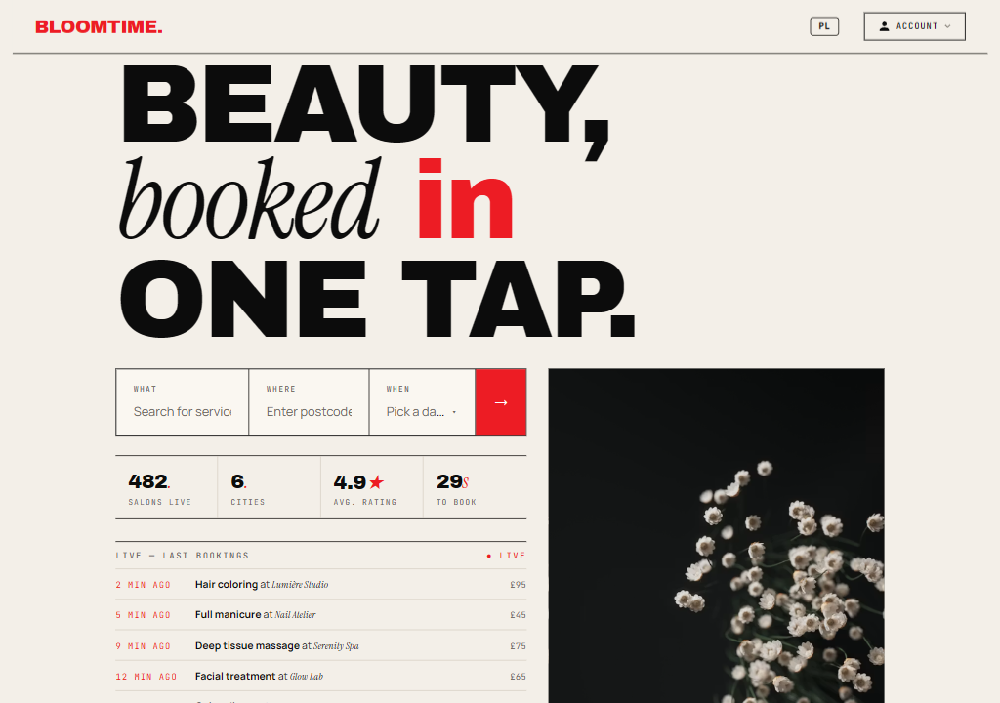 BLOOMTIME.
PL
ACCOUNT
BEAUTY,
booked in
ONE TAP.
WHAT
Search for servic
WHERE
Enter postcode
WHEN
Pick a da...
→
482.
SALONS LIVE
6.
CITIES
4.9★
AVG. RATING
29s
TO BOOK
LIVE — LAST BOOKINGS
• LIVE
2 MIN AGO Hair coloring at Lumière Studio £95
5 MIN AGO Full manicure at Nail Atelier £45
9 MIN AGO Deep tissue massage at Serenity Spa £75
12 MIN AGO Facial treatment at Glow Lab £65